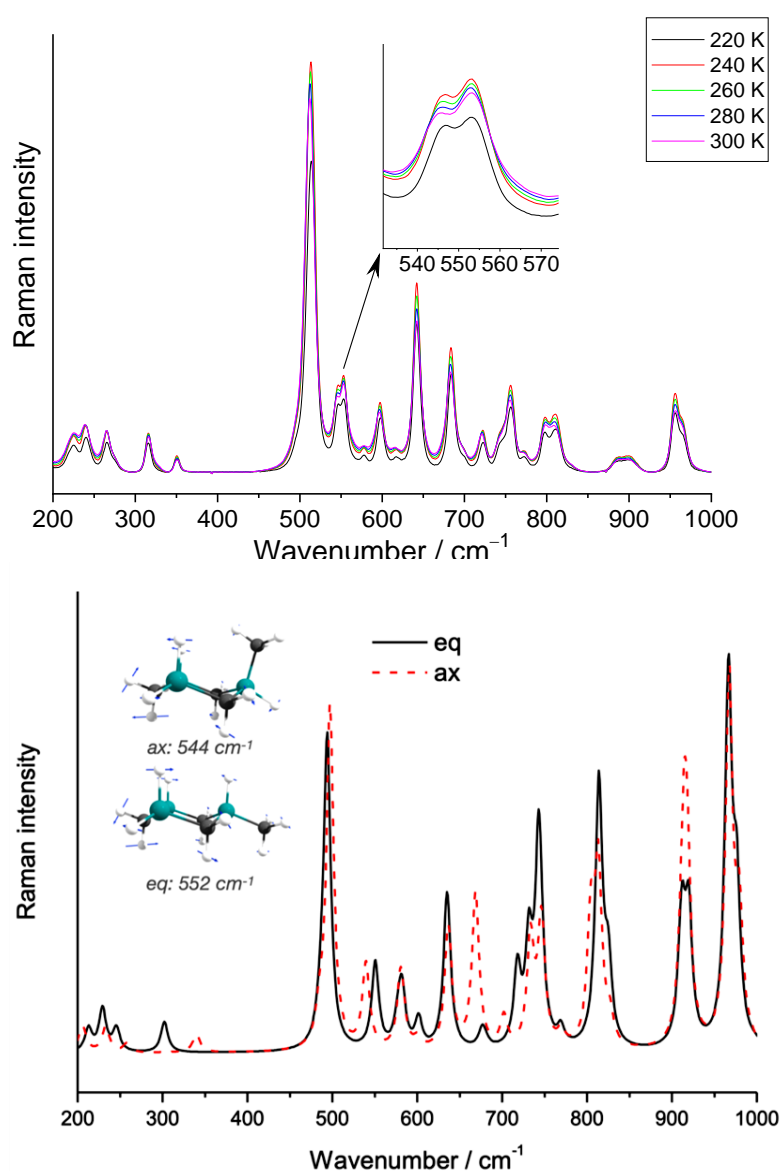 220 K
240 K
260 K
280 K
300 K
540 550 560 570
Raman intensity
200 300 400 500 600 700 800 900 1000
Wavenumber / cm⁻¹
eq
ax
ax: 544 cm⁻¹
eq: 552 cm⁻¹
Raman intensity
200 300 400 500 600 700 800 900 1000
Wavenumber / cm⁻¹